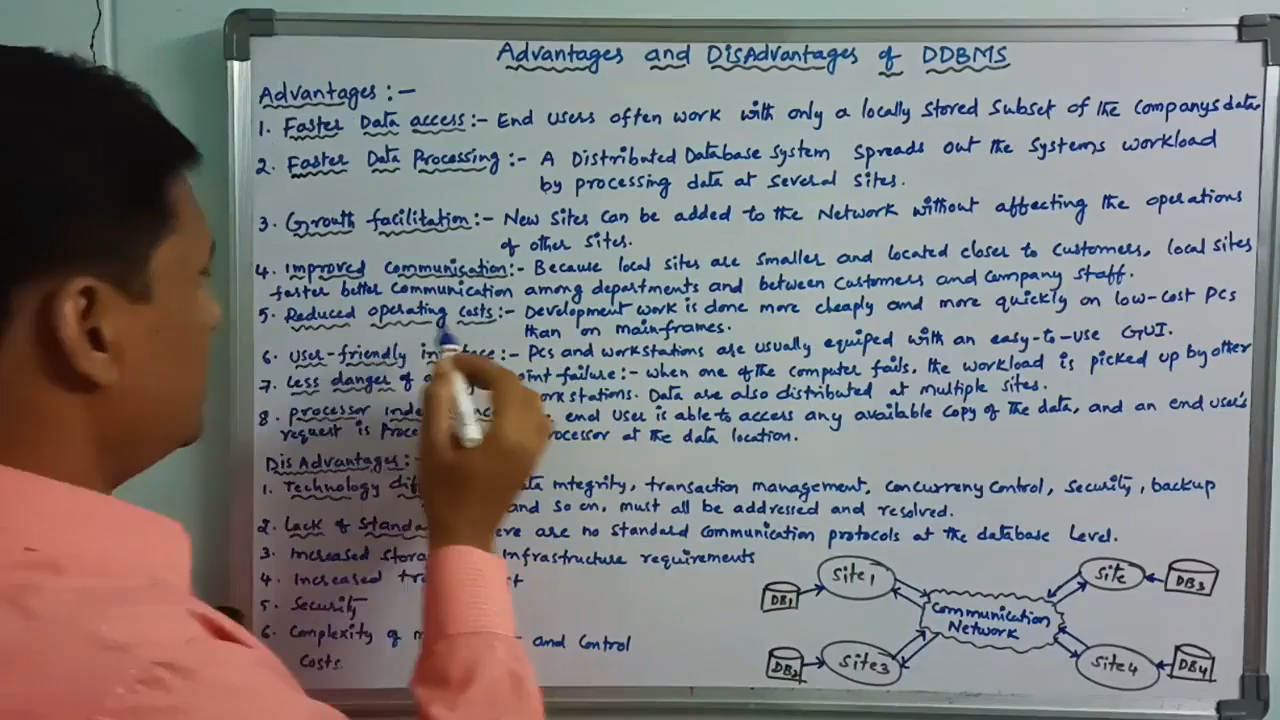 Advantages and DisAdvantages of DDBMS
Advantages :-
1. Faster Data access :- End users often work with only a locally stored subset of the companys data.
2. Faster Data Processing :- A Distributed Database System spreads out the systems workload
by processing data at several sites.
3. Growth facilitation :- New sites can be added to the Network without affecting the operations
of other sites.
4. Improved communication :- Because local sites are smaller and located closer to customers, local sites
faster better communication among departments and between customers and company staff.
5. Reduced operating costs :- Development work is done more cheaply and more quickly on low-cost PCs
than on mainframes.
6. User-friendly :- PCs and workstations are usually equiped with an easy-to-use GUI.
7. Less danger of failure :- when one of the computer fails, the workload is picked up by other
workstations. Data are also distributed at multiple sites.
8. processor end user is able to access any available copy of the data, and an end user's
request is processor at the data location.
DisAdvantages :-
1. Technology integrity, transaction management, concurreny control, security, backup
and so on, must all be addressed and resolved.
2. Lack of are no standard communication protocols at the database level.
3. Increased infrastructure requirements
4. Increased
5. Security
6. Complexity of and control
costs.
Site1
Site
DB1
DB3
Communication
Network
DB2
Site3
Site4
DB4